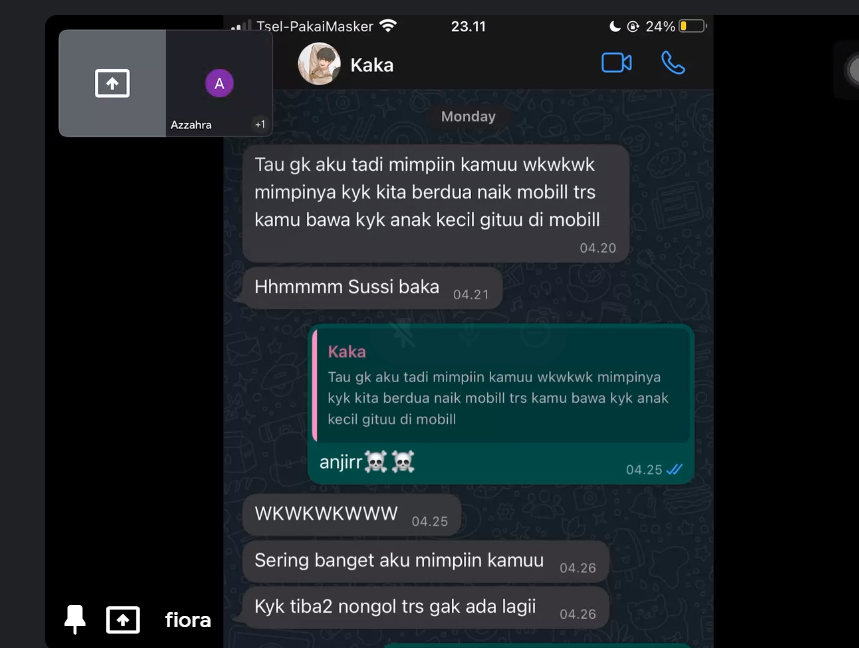 Tsel-PakaiMasker
23.11
24%
Kaka
A
Azzahra
+1
Monday
Tau gk aku tadi mimpiin kamuu wkwkwk
mimpinya kyk kita berdua naik mobill trs
kamu bawa kyk anak kecil gituu di mobill
04.20
Hhmmmm Sussi baka
04.21
Kaka
Tau gk aku tadi mimpiin kamuu wkwkwk mimpinya
kyk kita berdua naik mobill trs kamu bawa kyk anak
kecil gituu di mobill
anjirr☠️☠️
04.25
WKWKWKWWW
04.25
Sering banget aku mimpiin kamuu
04.26
Kyk tiba2 nongol trs gak ada lagii
04.26
fiora